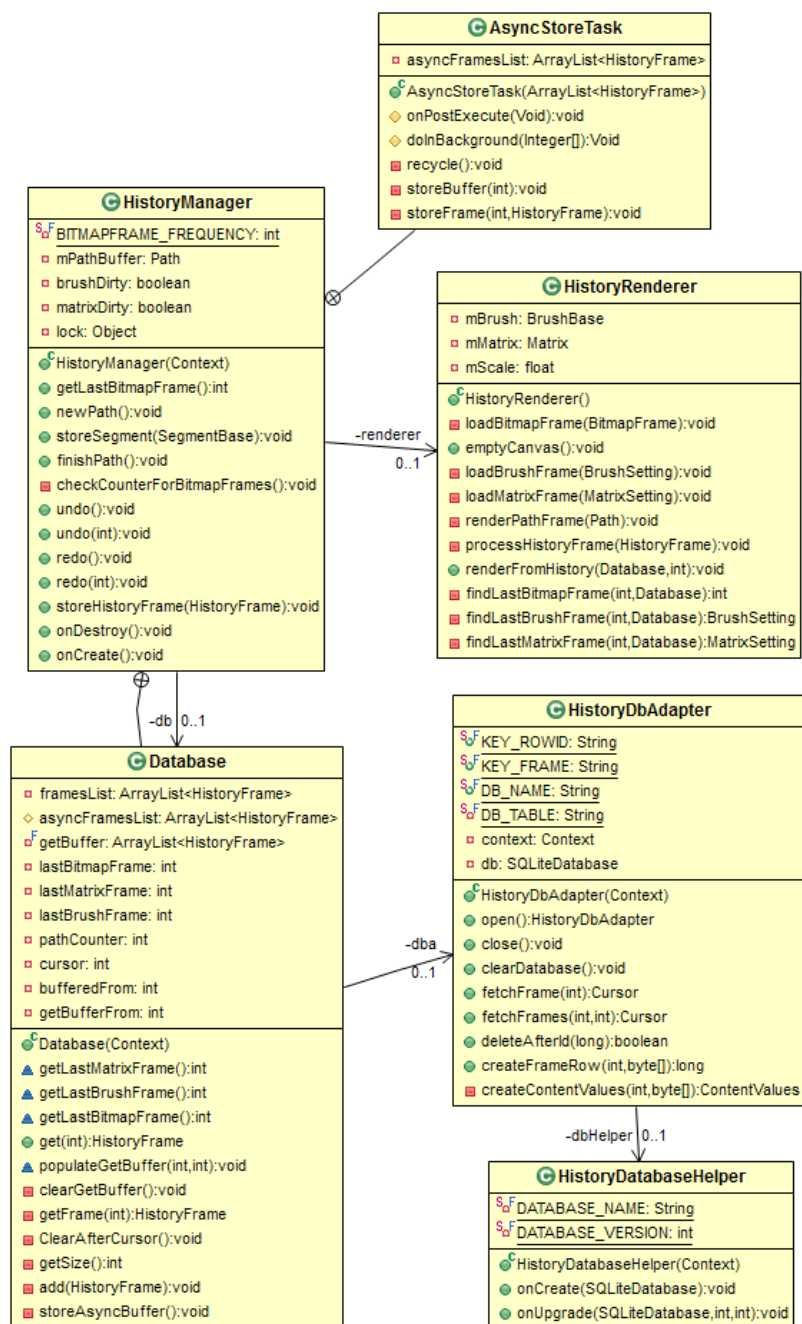 AsyncStoreTask
asyncFramesList: ArrayList<HistoryFrame>
AsyncStoreTask(ArrayList<HistoryFrame>)
onPostExecute(Void):void
doInBackground(Integer[]):Void
recycle():void
storeBuffer(int):void
storeFrame(int,HistoryFrame):void
HistoryManager
BITMAPFRAME_FREQUENCY: int
mPathBuffer: Path
brushDirty: boolean
matrixDirty: boolean
lock: Object
HistoryManager(Context)
getLastBitmapFrame():int
newPath():void
storeSegment(SegmentBase):void
finishPath():void
checkCounterForBitmapFrames():void
undo():void
undo(int):void
redo():void
redo(int):void
storeHistoryFrame(HistoryFrame):void
onDestroy():void
onCreate():void
-renderer
0..1
HistoryRenderer
mBrush: BrushBase
mMatrix: Matrix
mScale: float
HistoryRenderer()
loadBitmapFrame(BitmapFrame):void
emptyCanvas():void
loadBrushFrame(BrushSetting):void
loadMatrixFrame(MatrixSetting):void
renderPathFrame(Path):void
processHistoryFrame(HistoryFrame):void
renderFromHistory(Database,int):void
findLastBitmapFrame(int,Database):int
findLastBrushFrame(int,Database):BrushSetting
findLastMatrixFrame(int,Database):MatrixSetting
-db 0..1
Database
framesList: ArrayList<HistoryFrame>
asyncFramesList: ArrayList<HistoryFrame>
F getBuffer: ArrayList<HistoryFrame>
lastBitmapFrame: int
lastMatrixFrame: int
lastBrushFrame: int
pathCounter: int
cursor: int
bufferedFrom: int
getBufferFrom: int
Database(Context)
getLastMatrixFrame():int
getLastBrushFrame():int
getLastBitmapFrame():int
get(int):HistoryFrame
populateGetBuffer(int,int):void
clearGetBuffer():void
getFrame(int):HistoryFrame
ClearAfterCursor():void
getSize():int
add(HistoryFrame):void
storeAsyncBuffer():void
-dba
0..1
HistoryDbAdapter
KEY_ROWID: String
KEY_FRAME: String
DB_NAME: String
DB_TABLE: String
context: Context
db: SQLiteDatabase
HistoryDbAdapter(Context)
open():HistoryDbAdapter
close():void
clearDatabase():void
fetchFrame(int):Cursor
fetchFrames(int,int):Cursor
deleteAfterId(long):boolean
createFrameRow(int,byte[]):long
createContentValues(int,byte[]):ContentValues
-dbHelper 0..1
HistoryDatabaseHelper
DATABASE_NAME: String
DATABASE_VERSION: int
HistoryDatabaseHelper(Context)
onCreate(SQLiteDatabase):void
onUpgrade(SQLiteDatabase,int,int):void